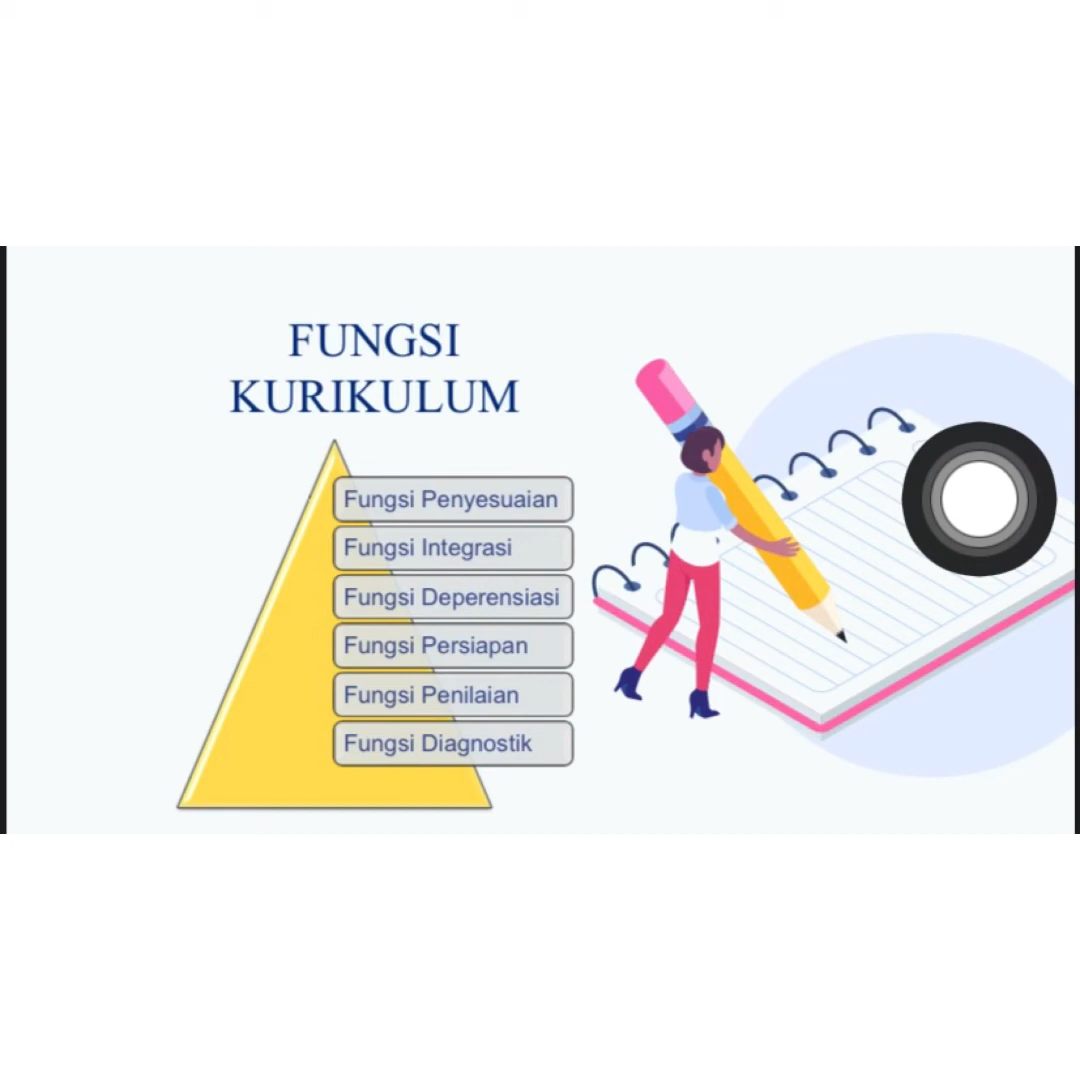 FUNGSI
KURIKULUM
Fungsi Penyesuaian
Fungsi Integrasi
Fungsi Deperensiasi
Fungsi Persiapan
Fungsi Penilaian
Fungsi Diagnostik